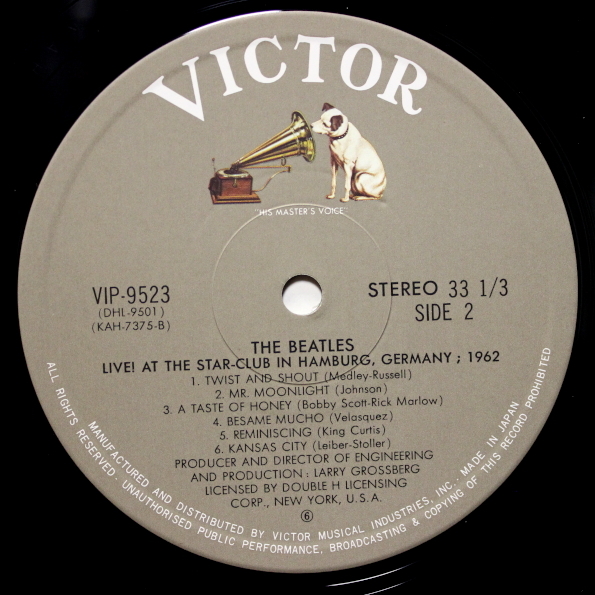 VICTOR
"HIS MASTER'S VOICE"
VIP-9523
(DHL-9501)
(KAH-7375-B)
STEREO 33 1/3
SIDE 2
THE BEATLES
LIVE! AT THE STAR-CLUB IN HAMBURG, GERMANY ; 1962
1. TWIST AND SHOUT (Medley-Russell)
2. MR. MOONLIGHT (Johnson)
3. A TASTE OF HONEY (Bobby Scott-Rick Marlow)
4. BESAME MUCHO (Velasquez)
5. REMINISCING (King Curtis)
6. KANSAS CITY (Leiber-Stoller)
PRODUCER AND DIRECTOR OF ENGINEERING
AND PRODUCTION : LARRY GROSSBERG
LICENSED BY DOUBLE H LICENSING
CORP., NEW YORK, U.S.A.
⑥
MANUFACTURED AND DISTRIBUTED BY VICTOR MUSICAL INDUSTRIES, INC. MADE IN JAPAN
ALL RIGHTS RESERVED. UNAUTHORISED PUBLIC PERFORMANCE, BROADCASTING & COPYING OF THIS RECORD PROHIBITED